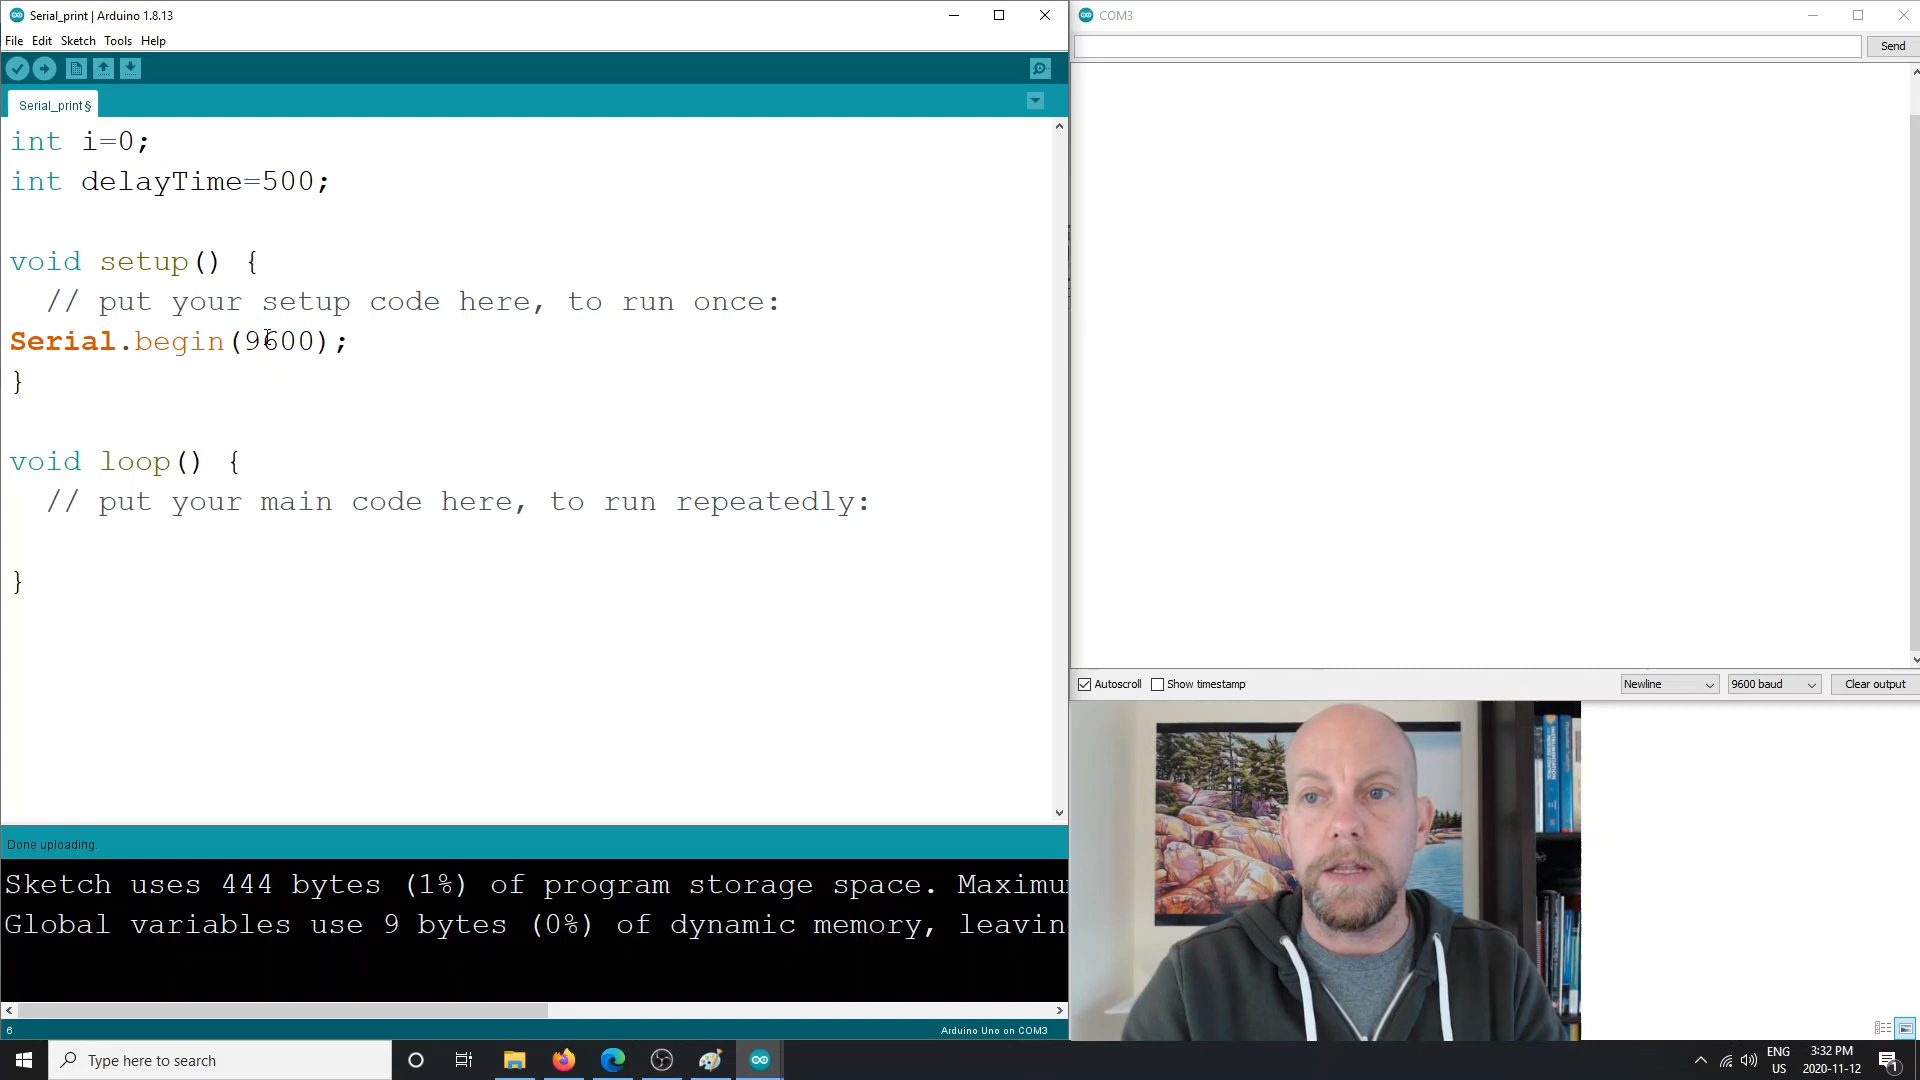 Serial_print | Arduino 1.8.13
File Edit Sketch Tools Help
Serial_print §
int i=0;
int delayTime=500;
void setup() {
// put your setup code here, to run once:
Serial.begin(9600);
}
void loop() {
// put your main code here, to run repeatedly:
}
Done uploading.
Sketch uses 444 bytes (1%) of program storage space. Maximu
Global variables use 9 bytes (0%) of dynamic memory, leavin
6
Arduino Uno on COM3
COM3
Send
Autoscroll Show timestamp Newline 9600 baud Clear output
Type here to search
ENG
US
3:32 PM
2020-11-12
1